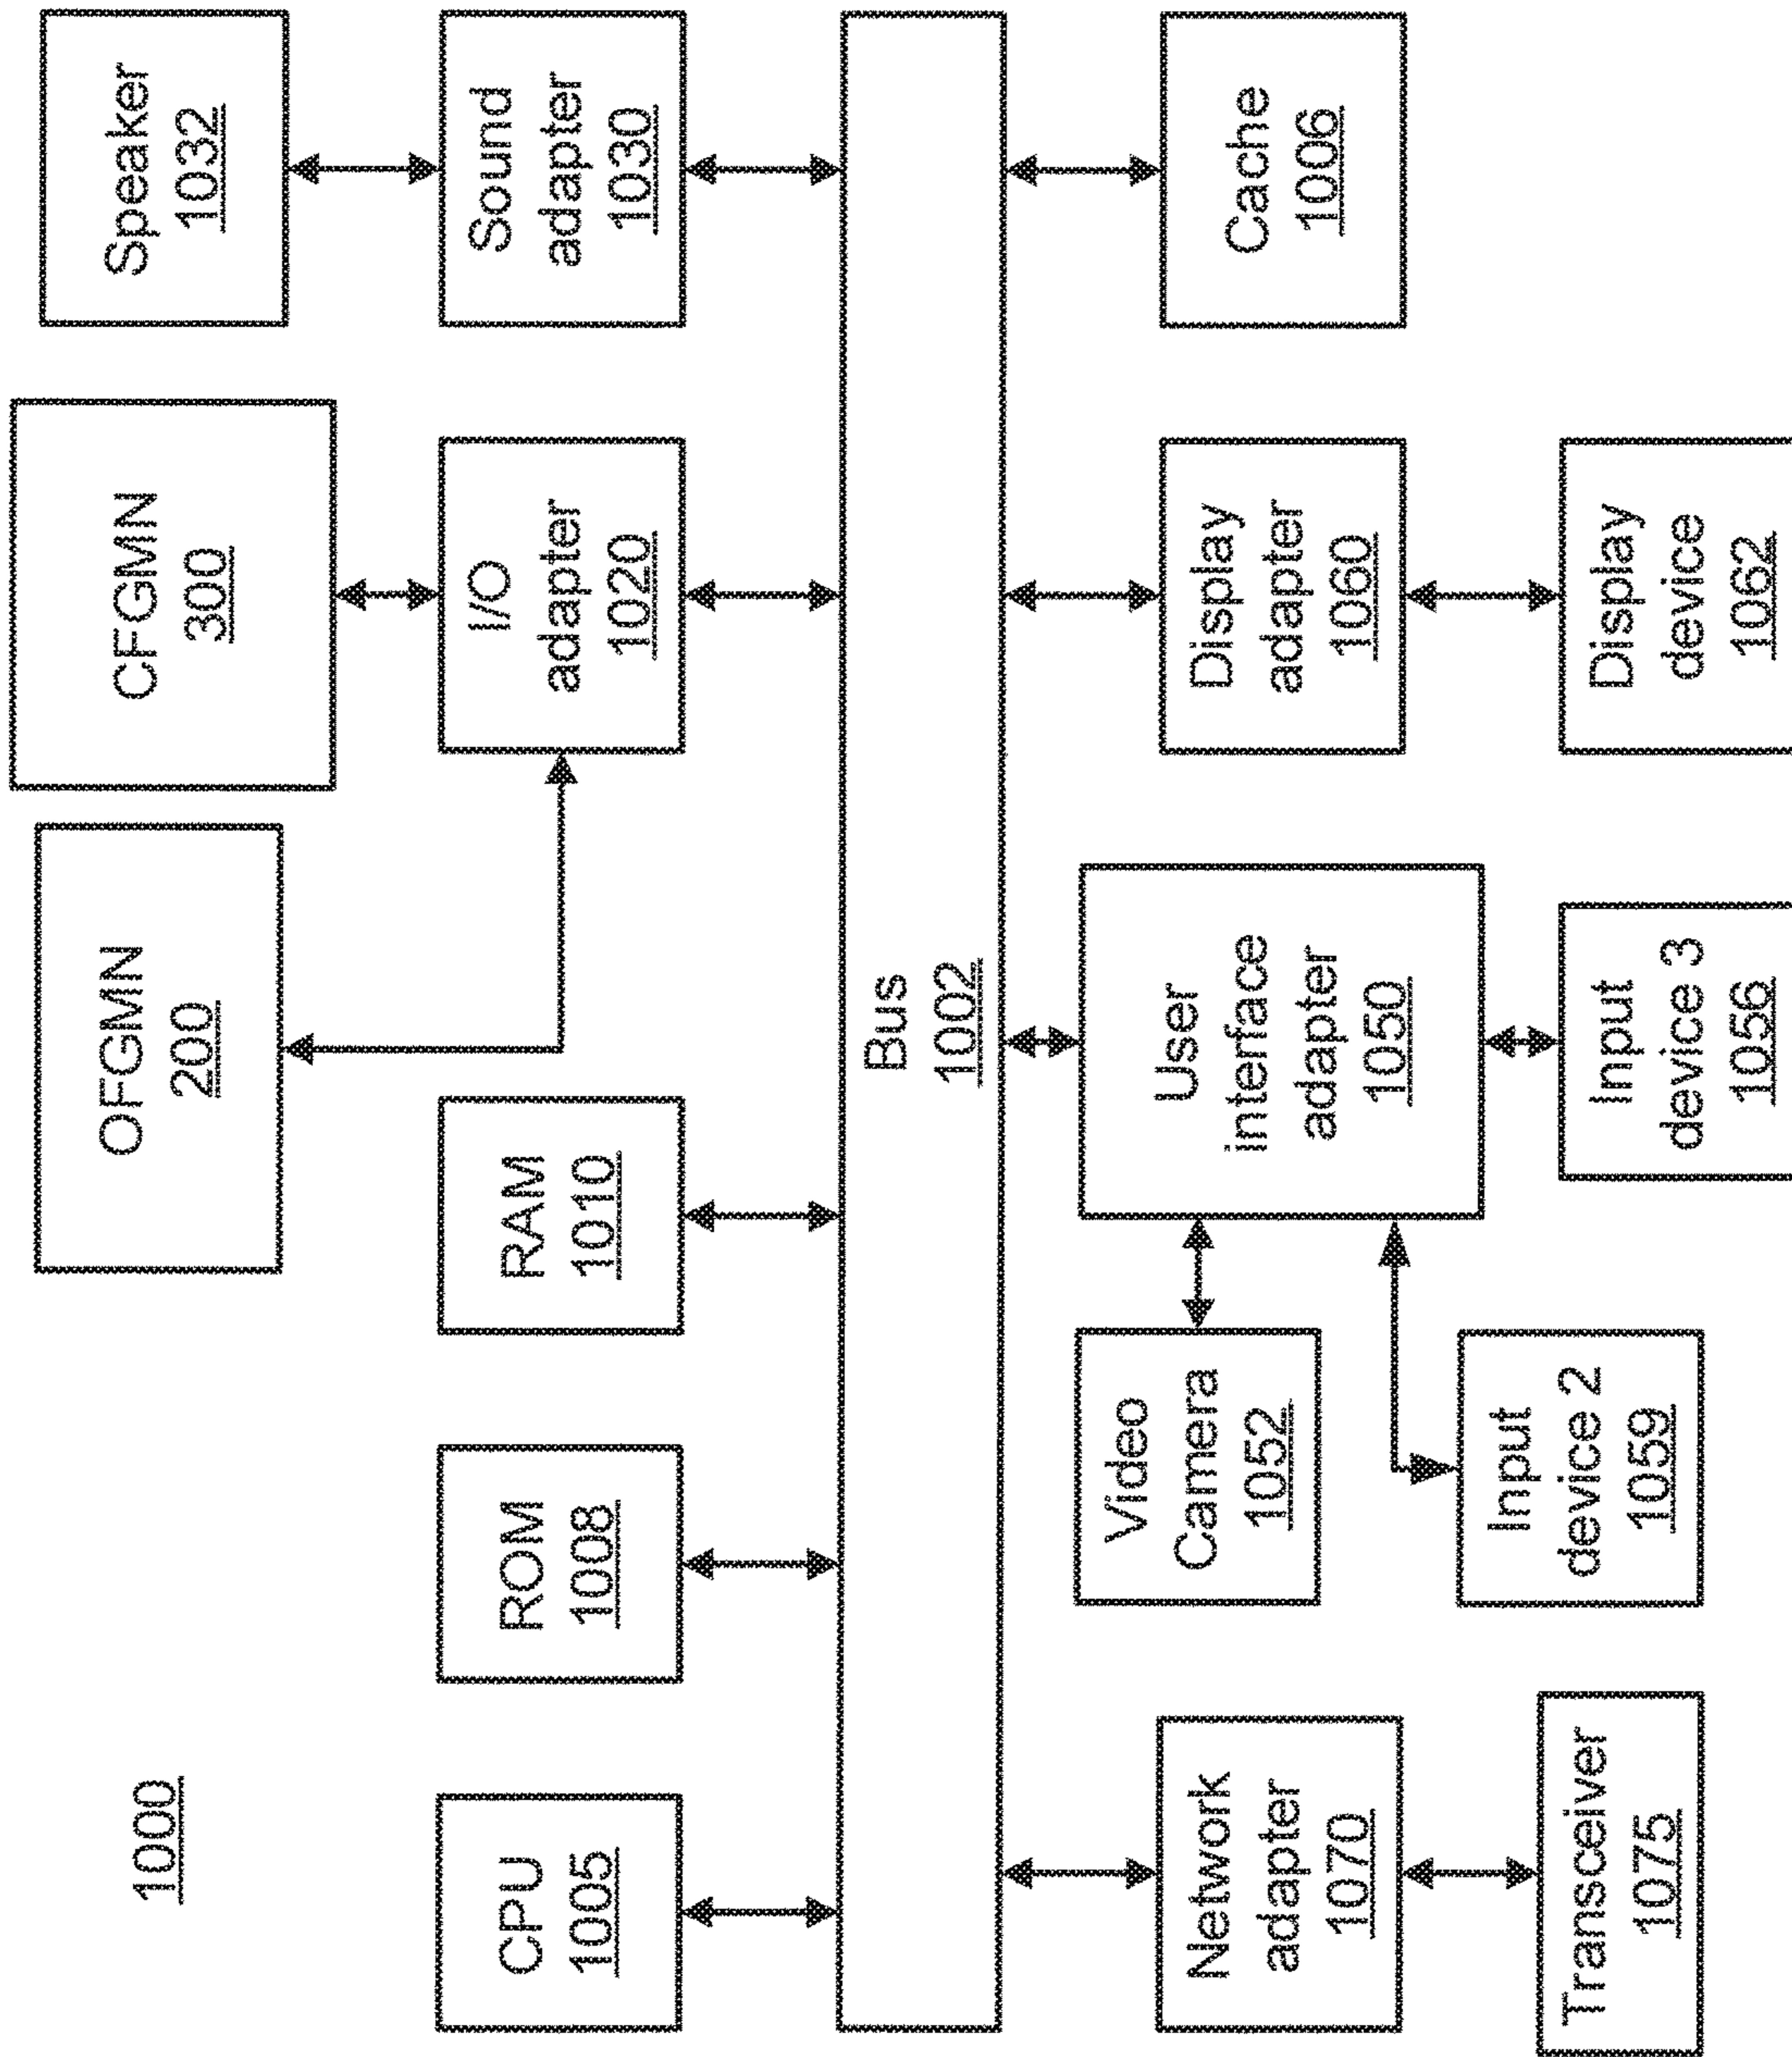 1000
OFGMN
200
CFGMN
300
Speaker
1032
CPU
1005
ROM
1008
RAM
1010
I/O
adapter
1020
Sound
adapter
1030
Bus
1002
Network
adapter
1070
Video
Camera
1052
User
interface
adapter
1050
Display
adapter
1060
Cache
1006
Transceiver
1075
Input
device 2
1059
Input
device 3
1056
Display
device
1062